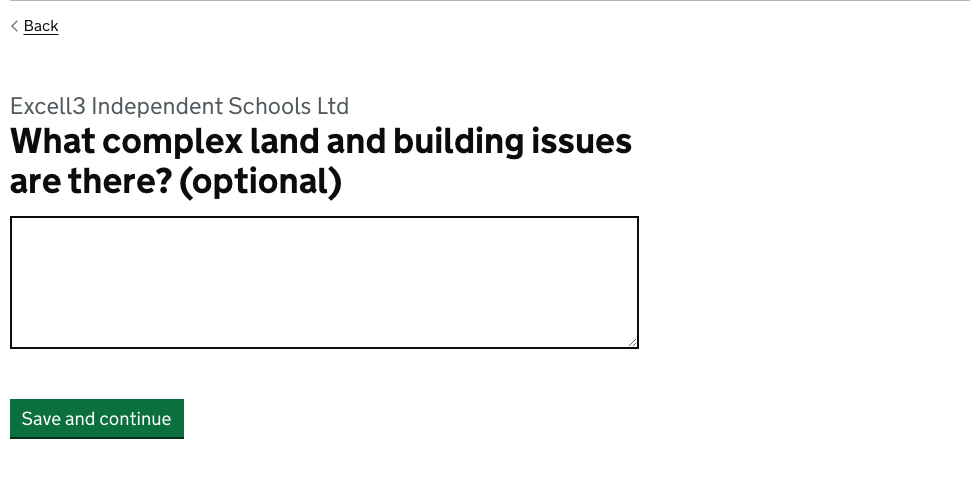 Back
Excell3 Independent Schools Ltd
What complex land and building issues
are there? (optional)
Save and continue